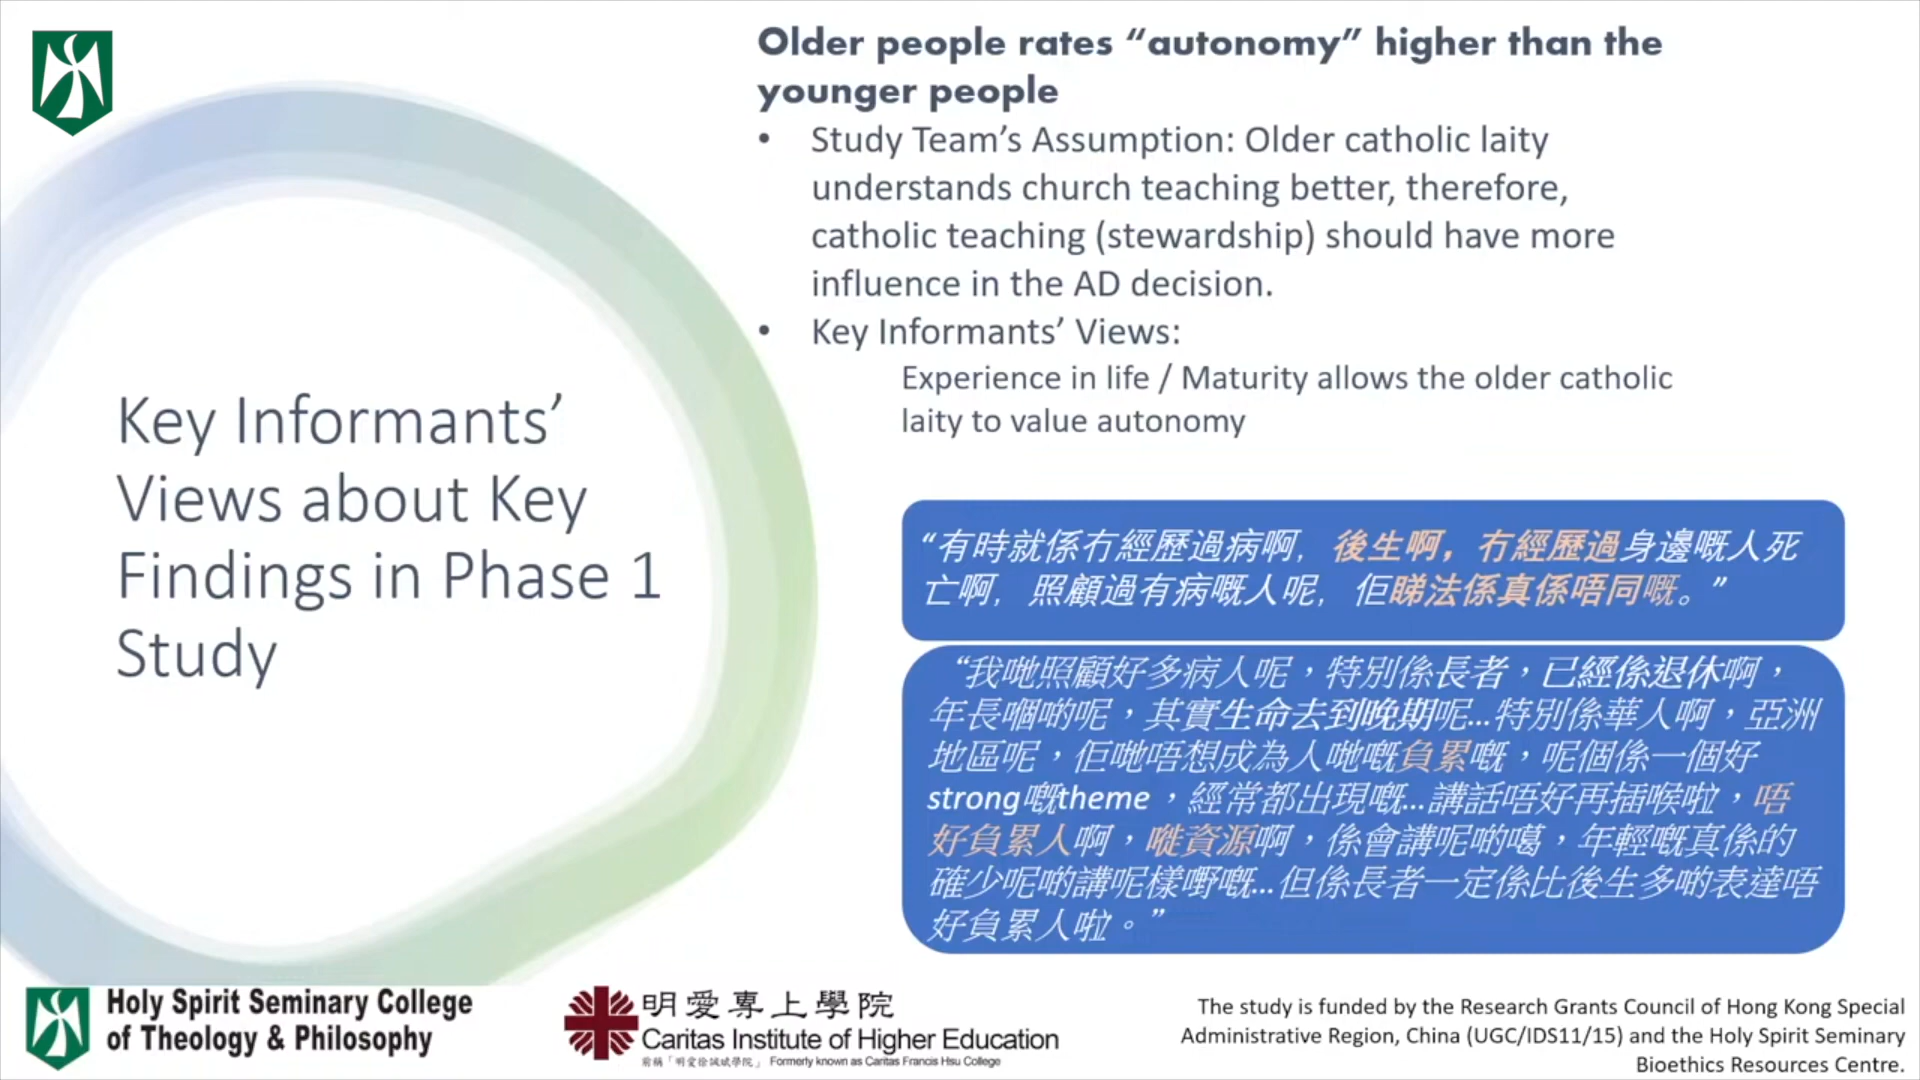 Older people rates “autonomy” higher than the
younger people
• Study Team’s Assumption: Older catholic laity
understands church teaching better, therefore,
catholic teaching (stewardship) should have more
influence in the AD decision.
• Key Informants’ Views:
Experience in life / Maturity allows the older catholic
laity to value autonomy
Key Informants’
Views about Key
Findings in Phase 1
Study
“有時就係冇經歷過病啊，後生啊，冇經歷過身邊嘅人死
亡啊，照顧過有病嘅人呢，佢睇法係真係唔同嘅。”
“我哋照顧好多病人呢，特別係長者，已經係退休啊，
年長嗰啲呢，其實生命去到晚期呢...特別係華人啊，亞洲
地區呢，佢哋唔想成為人哋嘅負累嘅，呢個係一個好
strong嘅theme，經常都出現嘅...講話唔好再插喉啦，唔
好負累人啊，嘥資源啊，係會講呢啲噶，年輕嘅真係的
確少呢啲講呢樣嘢嘅...但係長者一定係比後生多啲表達唔
好負累人啦。”
Holy Spirit Seminary College
of Theology & Philosophy
明愛專上學院
Caritas Institute of Higher Education
前稱「明愛徐誠斌學院」 Formerly known as Caritas Francis Hsu College
The study is funded by the Research Grants Council of Hong Kong Special
Administrative Region, China (UGC/IDS11/15) and the Holy Spirit Seminary
Bioethics Resources Centre.